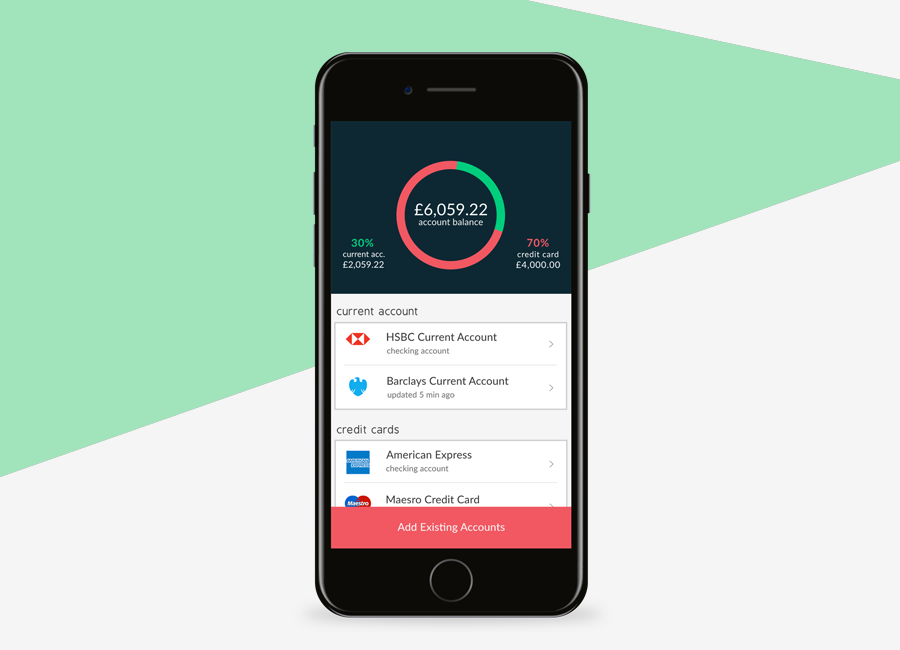 £6,059.22
account balance
30%
current acc.
£2,059.22
70%
credit card
£4,000.00
current account
HSBC Current Account
checking account
Barclays Current Account
updated 5 min ago
credit cards
AMERICAN EXPRESS
American Express
checking account
Maestro
Maesro Credit Card
Add Existing Accounts